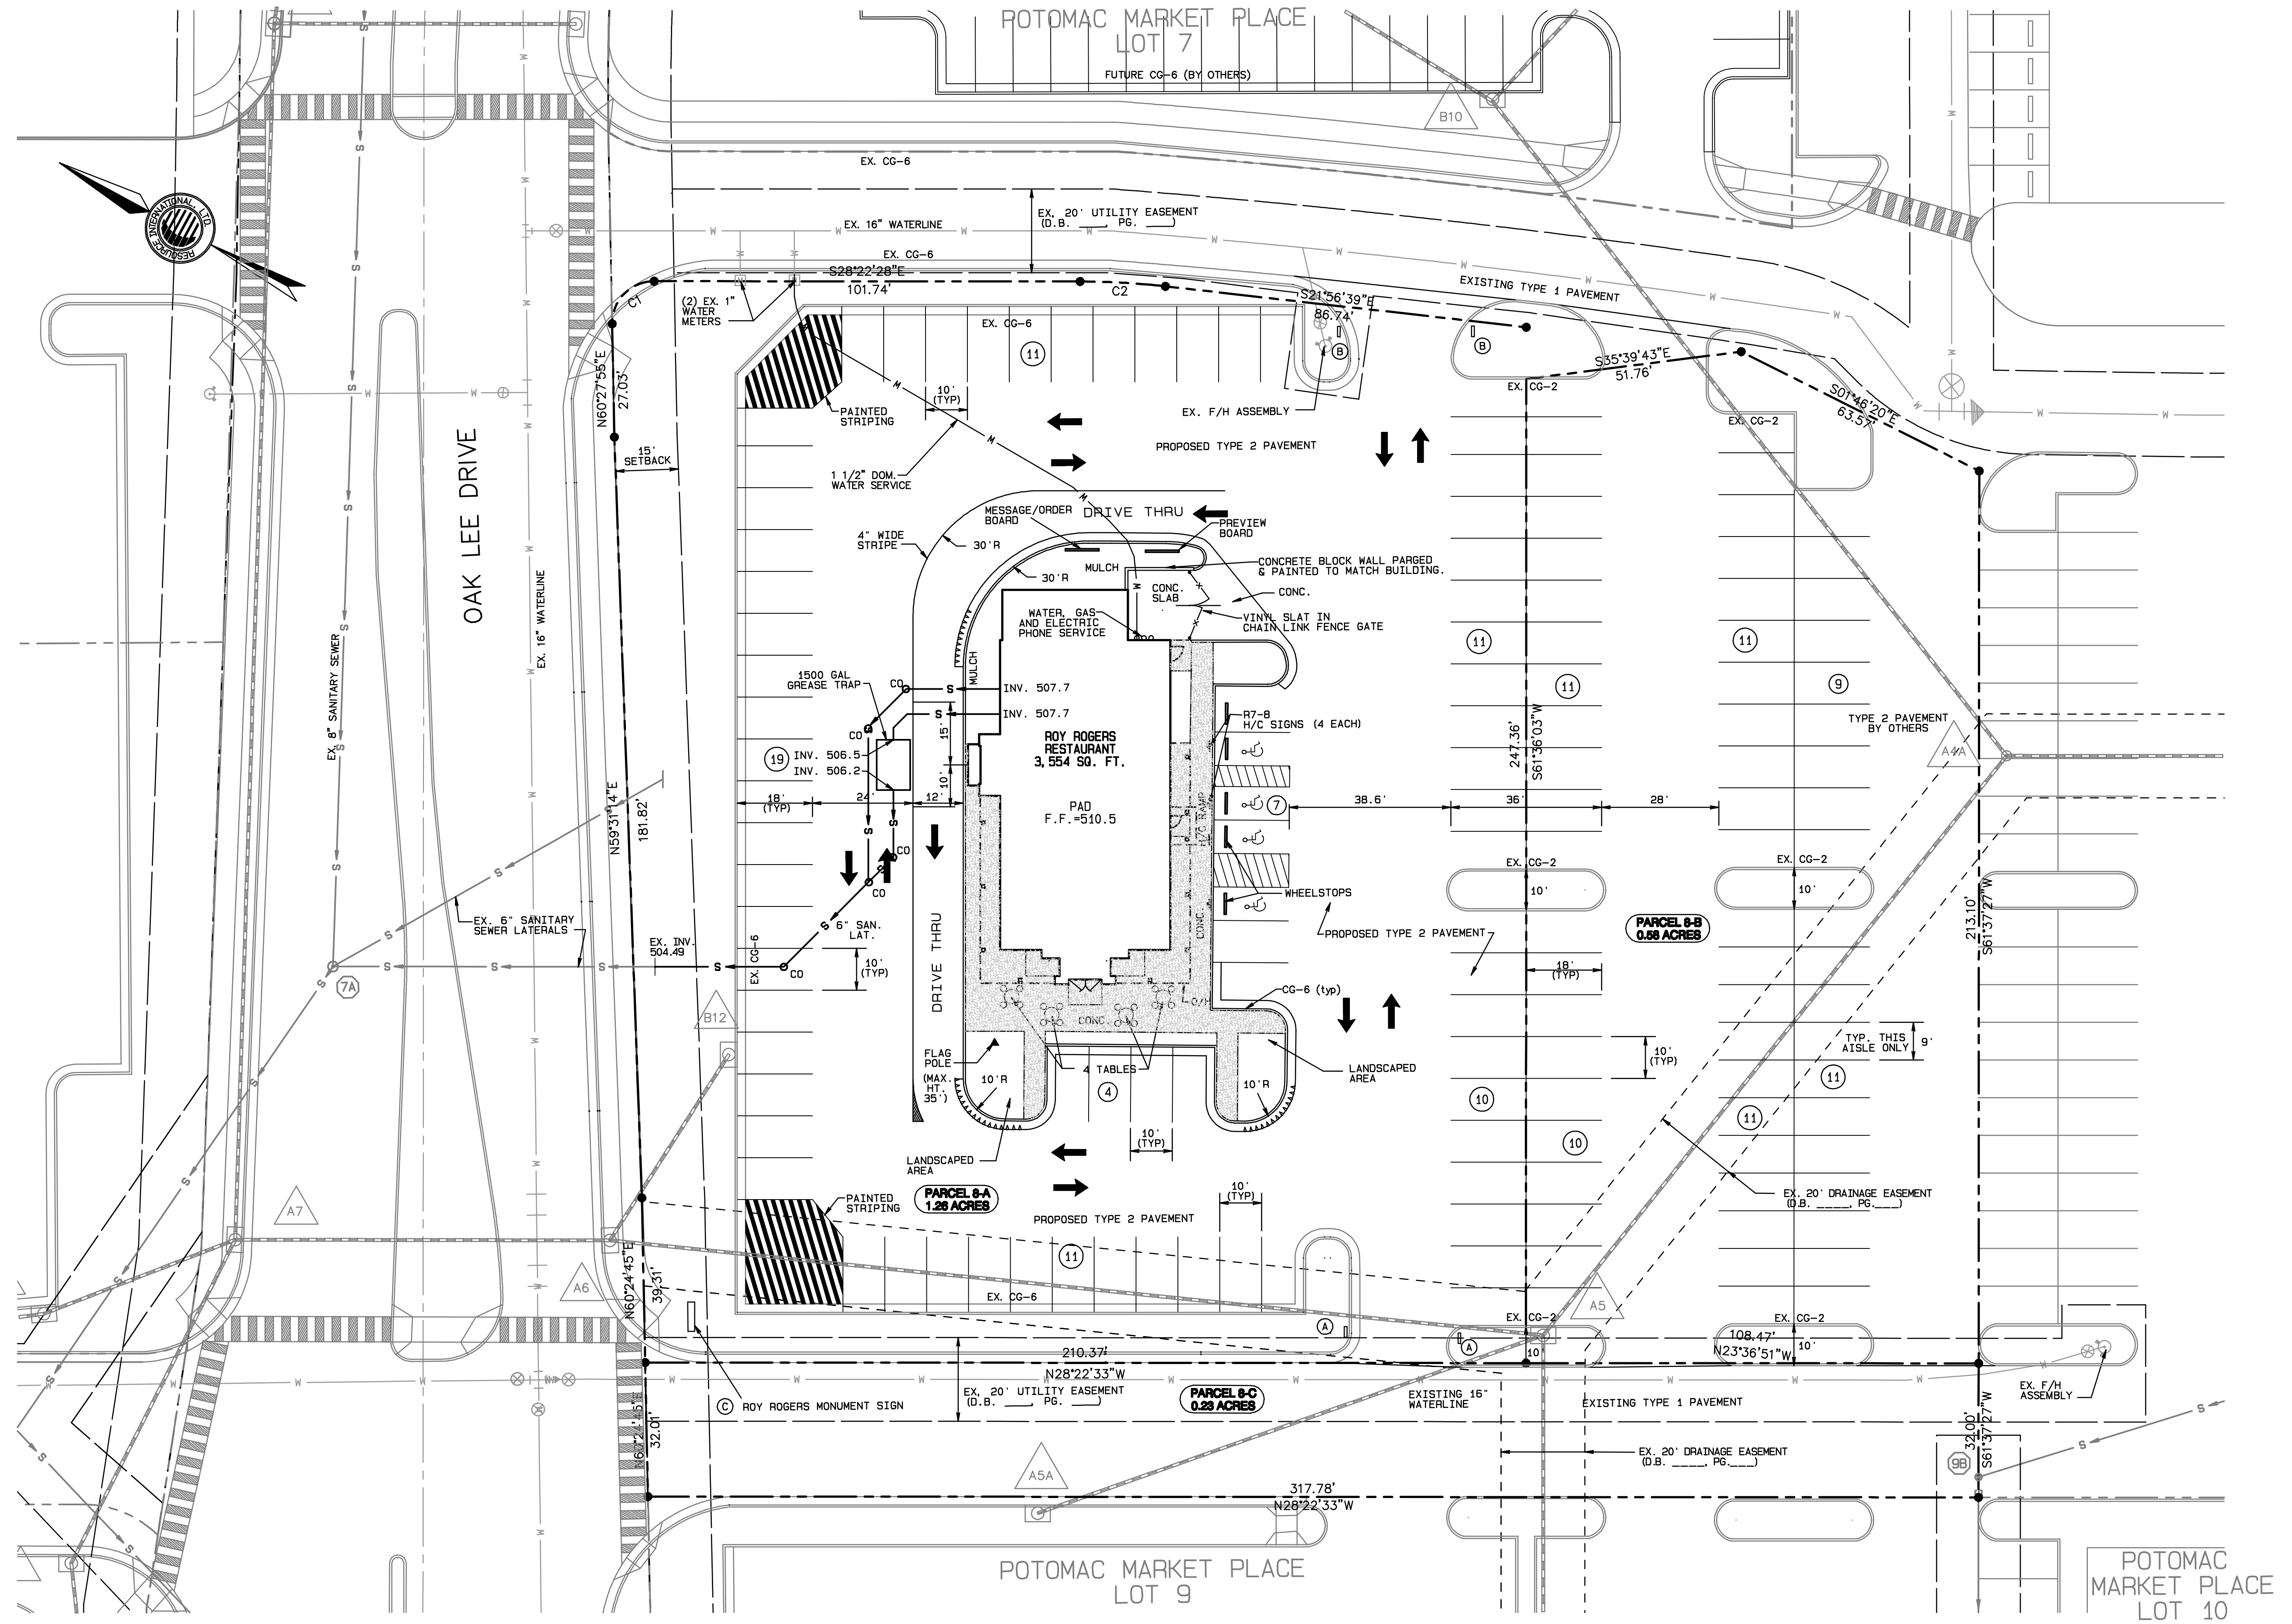 POTOMAC MARKET PLACE
LOT 7
FUTURE CG-6 (BY OTHERS)
B10
EX. CG-6
RESOURCE INTERNATIONAL, LTD.
EX. 20' UTILITY EASEMENT
(D.B. ____, PG. ____)
EX. 16" WATERLINE
EX. CG-6
S28°22'28"E
101.74'
C1
C2
(2) EX. 1"
WATER
METERS
EXISTING TYPE 1 PAVEMENT
S21°56'39"E
86.74'
EX. CG-6
11
B
B
S35°39'43"E
51.76'
EX. CG-2
S01°46'20"E
63.57'
EX. CG-2
N60°27'55"E
27.03'
10'
(TYP)
PAINTED
STRIPING
EX. F/H ASSEMBLY
PROPOSED TYPE 2 PAVEMENT
15'
SETBACK
1 1/2" DOM.
WATER SERVICE
OAK LEE DRIVE
MESSAGE/ORDER
BOARD
DRIVE THRU
PREVIEW
BOARD
4" WIDE
STRIPE
30'R
CONCRETE BLOCK WALL PARGED
& PAINTED TO MATCH BUILDING.
MULCH
30'R
CONC.
SLAB
CONC.
EX. 16" WATERLINE
WATER, GAS
AND ELECTRIC
PHONE SERVICE
VINYL SLAT IN
CHAIN LINK FENCE GATE
EX. 8" SANITARY SEWER
MULCH
11
11
11
9
1500 GAL
GREASE TRAP
CO
INV. 507.7
INV. 507.7
R7-8
H/C SIGNS (4 EACH)
TYPE 2 PAVEMENT
BY OTHERS
CO
15'
ROY ROGERS
RESTAURANT
3,554 SQ. FT.
247.36'
S61°36'03"W
A4A
19
INV. 506.5
INV. 506.2
10'
18'
(TYP)
24'
12'
PAD
F.F.=510.5
H/C RAMP
7
38.6'
36'
28'
N59°31'14"E
181.82'
CO
CO
EX. CG-2
10'
EX. CG-2
10'
WHEELSTOPS
EX. 6" SANITARY
SEWER LATERALS
DRIVE THRU
6" SAN.
LAT.
CONC.
PROPOSED TYPE 2 PAVEMENT
PARCEL 8-B
0.58 ACRES
213.10'
S61°37'27"W
EX. INV.
504.49
EX. CG-6
CO
10'
(TYP)
18'
(TYP)
7A
B12
CG-6 (typ)
CONC.
TYP. THIS
AISLE ONLY
9'
FLAG
POLE
(MAX.
HT.
35')
4 TABLES
10'R
4
10'R
LANDSCAPED
AREA
10'
(TYP)
11
10
11
10
10'
(TYP)
LANDSCAPED
AREA
A7
PARCEL 8-A
1.26 ACRES
PAINTED
STRIPING
10'
(TYP)
EX. 20' DRAINAGE EASEMENT
(D.B. ____, PG.___)
PROPOSED TYPE 2 PAVEMENT
11
N60°24'45"E
39.31'
A6
EX. CG-6
A5
A
EX. CG-2
A
10'
EX. CG-2
10'
108.47'
N23°36'51"W
210.37'
N28°22'33"W
C
ROY ROGERS MONUMENT SIGN
EX. 20' UTILITY EASEMENT
(D.B. ____, PG. ____)
PARCEL 8-C
0.23 ACRES
EXISTING 16"
WATERLINE
EXISTING TYPE 1 PAVEMENT
EX. F/H
ASSEMBLY
N60°24'45"E
32.01'
32.00'
S61°37'27"W
EX. 20' DRAINAGE EASEMENT
(D.B. ____, PG.___)
9B
A5A
317.78'
N28°22'33"W
POTOMAC MARKET PLACE
LOT 9
POTOMAC
MARKET PLACE
LOT 10